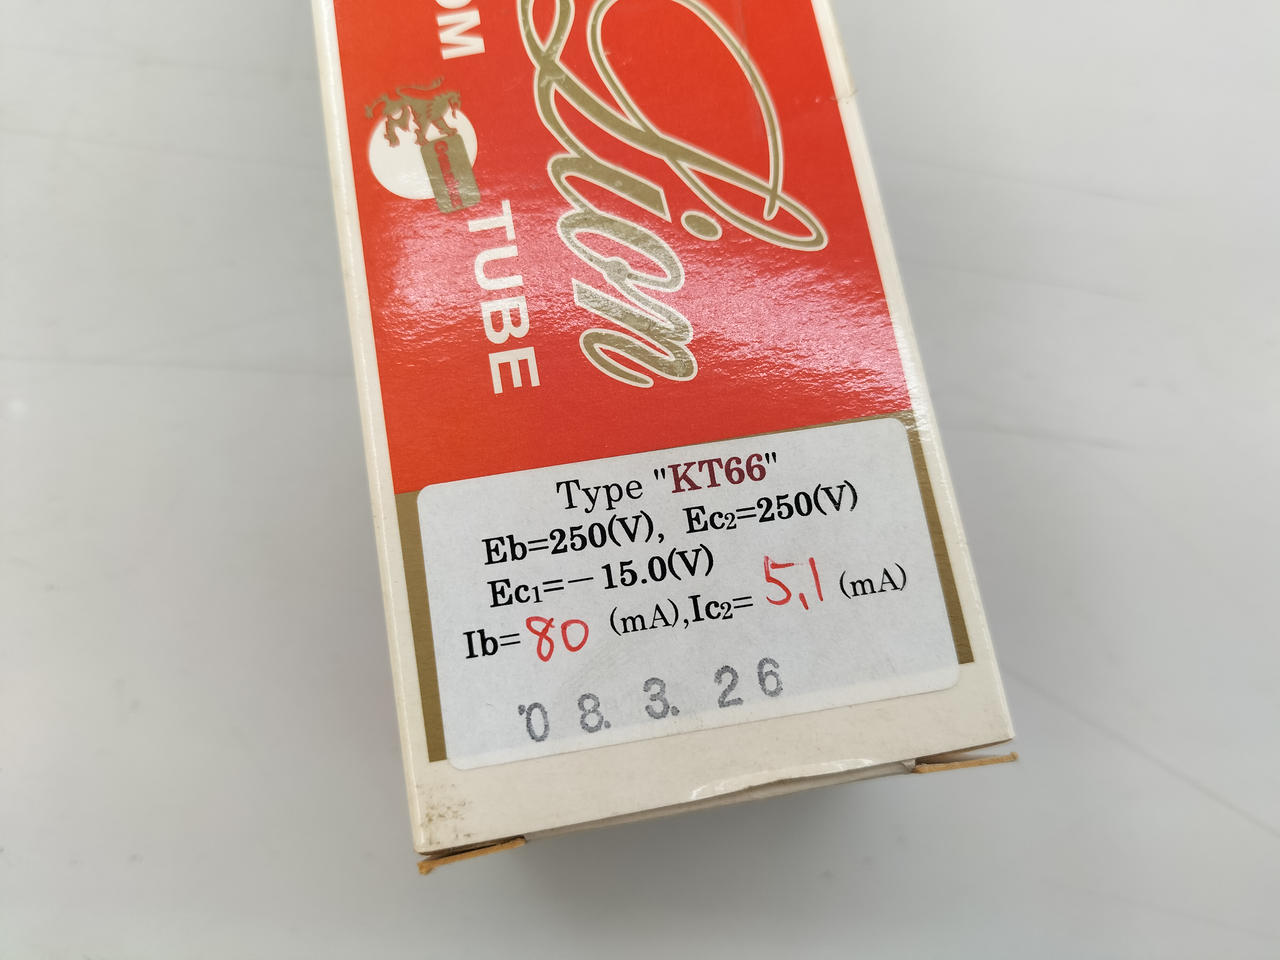 Lion
OM
TUBE
Type "KT66"
Eb=250(V), Ec2=250(V)
Ec1=−15.0(V)
Ib=80 (mA),Ic2=5,1 (mA)
'08. 3. 26